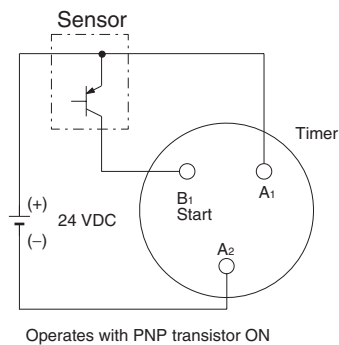 Sensor
Timer
B1
Start
A1
(+)
24 VDC
(−)
A2
Operates with PNP transistor ON